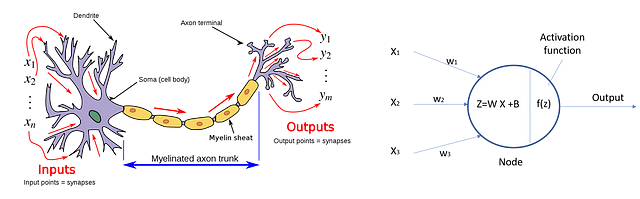 Dendrite
Axon terminal
x1
x2
⋮
xn
Soma (cell body)
y1
y2
⋮
ym
Myelin sheat
Inputs
Input points = synapses
Myelinated axon trunk
Outputs
Output points = synapses
Activation
function
X1
w1
X2
w2
X3
w3
Z=W X +B
f(z)
Output
Node